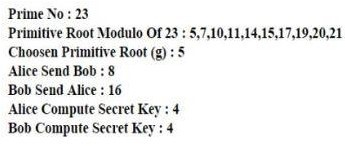 Prime No : 23
Primitive Root Modulo Of 23 : 5,7,10,11,14,15,17,19,20,21
Choosen Primitive Root (g) : 5
Alice Send Bob : 8
Bob Send Alice : 16
Alice Compute Secret Key : 4
Bob Compute Secret Key : 4